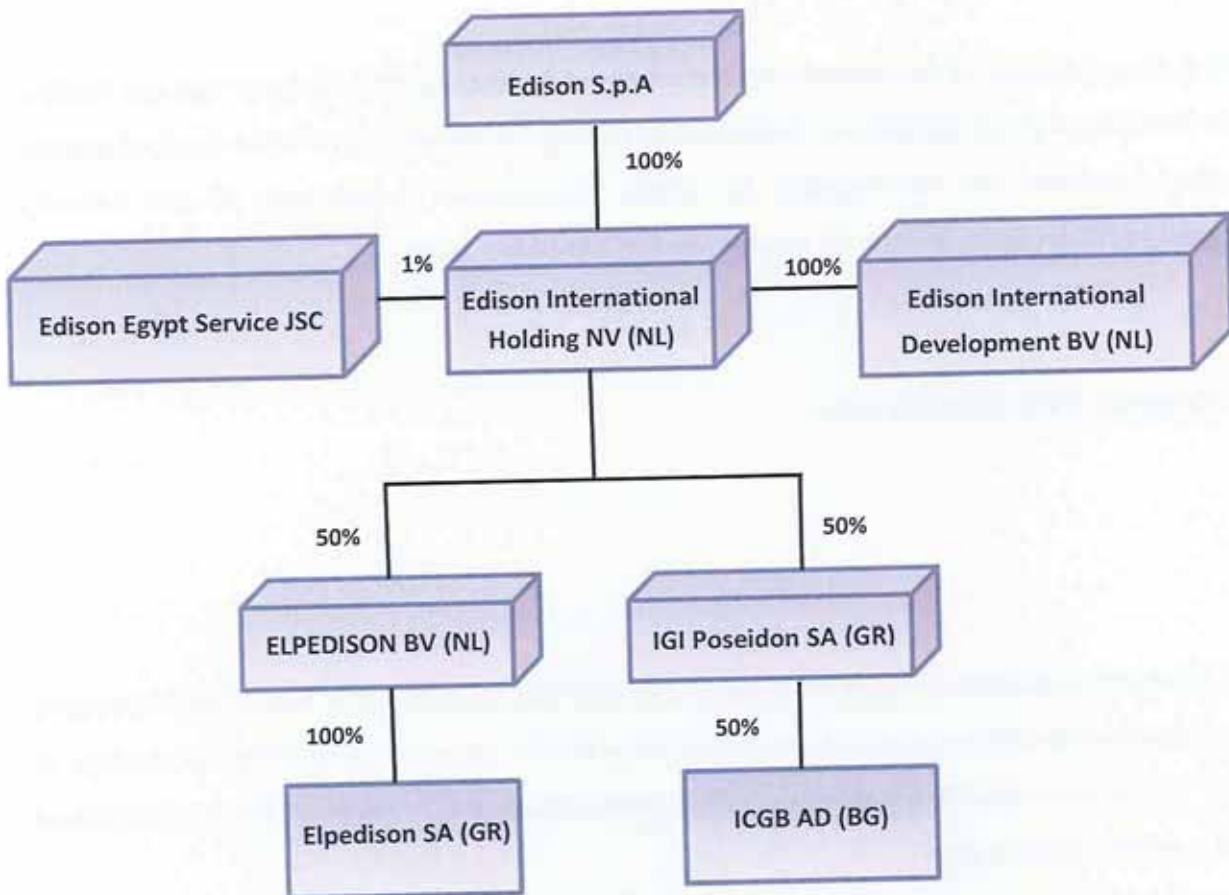 Edison S.p.A
100%
1%
100%
Edison Egypt Service JSC
Edison International
Holding NV (NL)
Edison International
Development BV (NL)
50%
50%
ELPEDISON BV (NL)
IGI Poseidon SA (GR)
100%
50%
Elpedison SA (GR)
ICGB AD (BG)